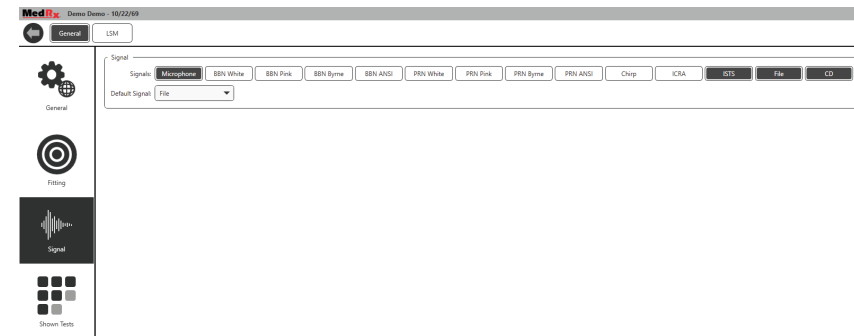 MedRx Demo Demo - 10/22/69
General LSM
Signal
Signals: Microphone BBN White BBN Pink BBN Byrne BBN ANSI PRN White PRN Pink PRN Byrne PRN ANSI Chirp ICRA ISTS File CD
Default Signal: File
General
Fitting
Signal
Shown Tests